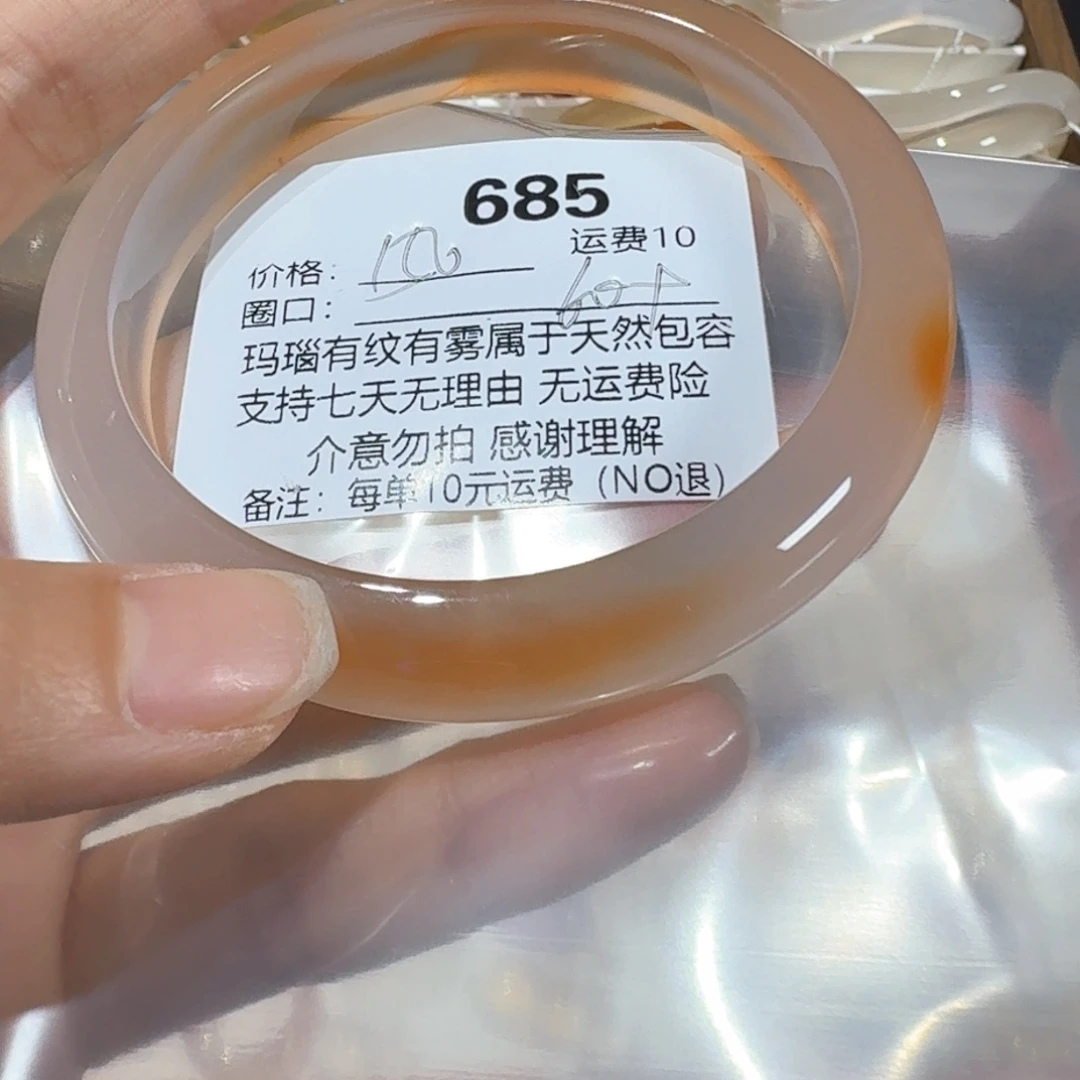 685
运费10
价格：
圈口：
玛瑙有纹有雾属于天然包容
支持七天无理由 无运费险
介意勿拍 感谢理解
备注：每单10元运费（NO退）